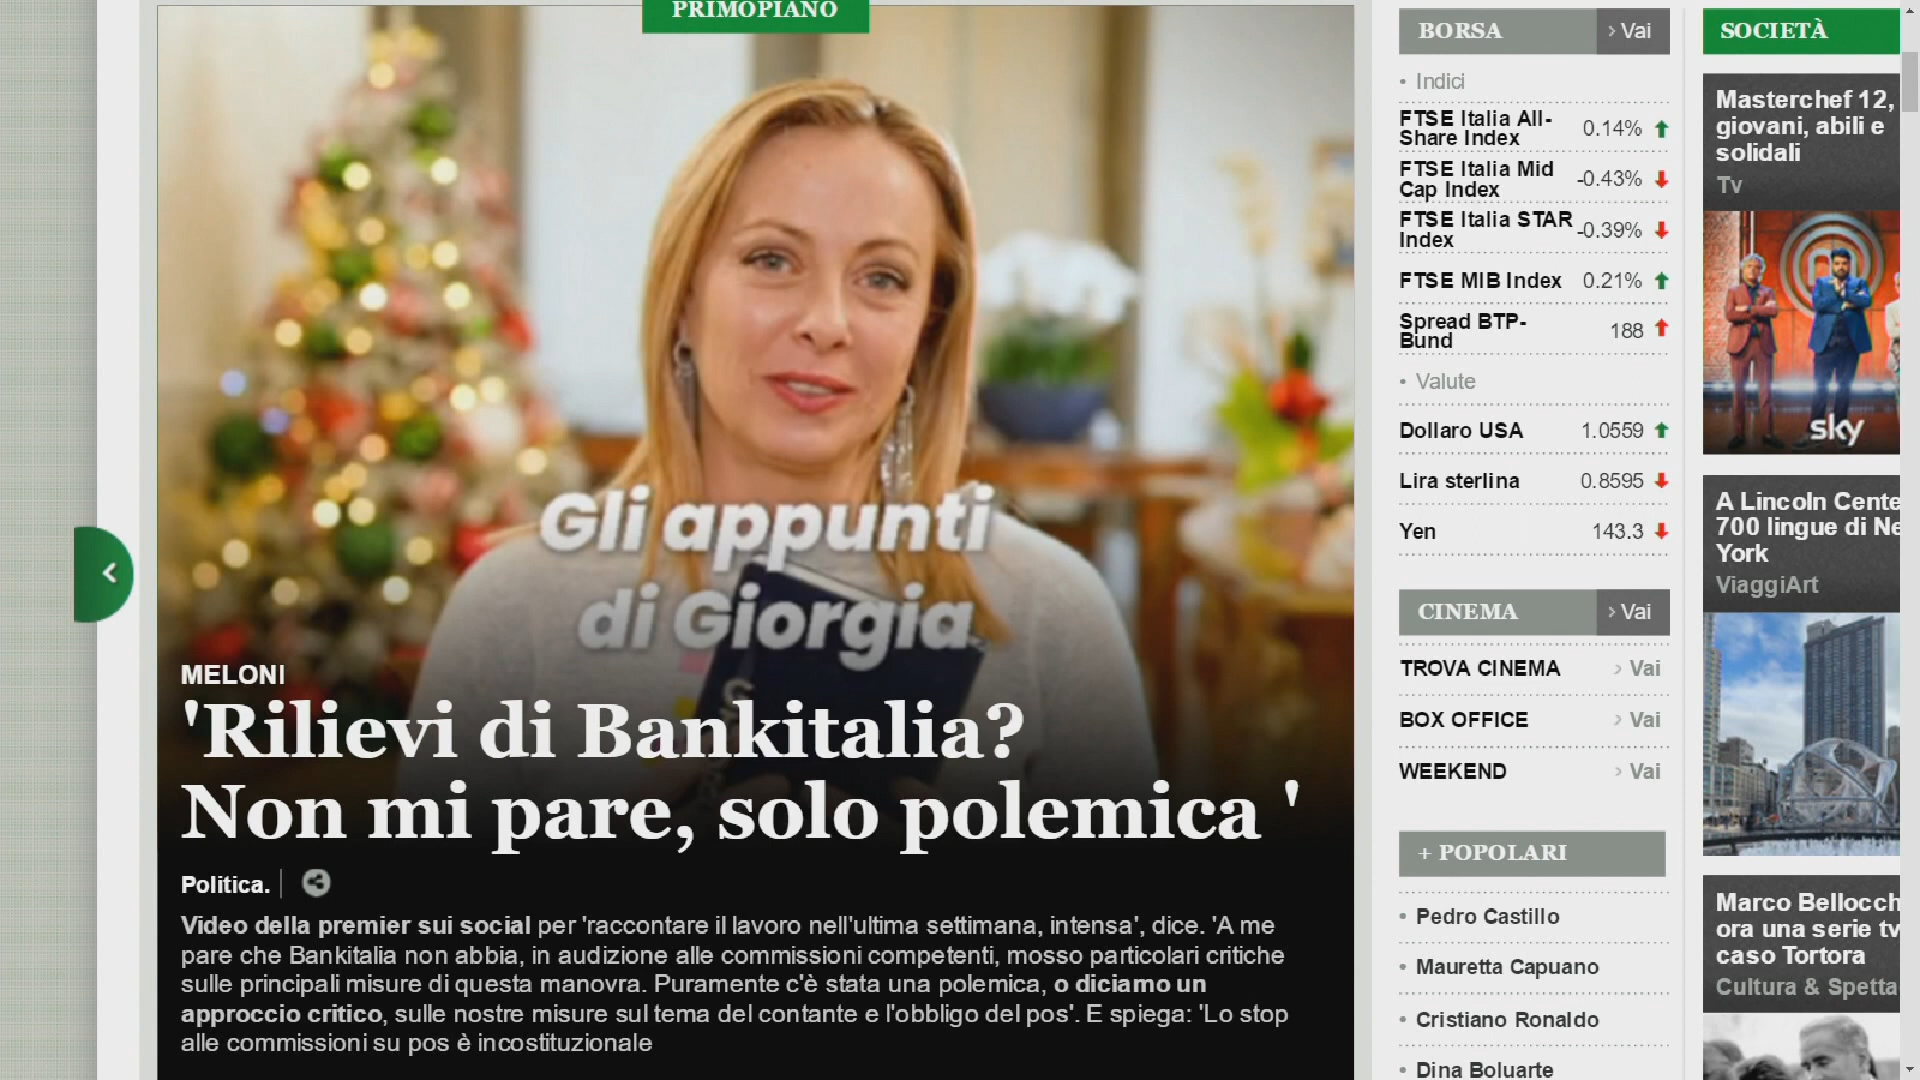 PRIMOPIANO
Gli appunti
di Giorgia
MELONI
'Rilievi di Bankitalia?
Non mi pare, solo polemica '
Politica.
Video della premier sui social per 'raccontare il lavoro nell'ultima settimana, intensa', dice. 'A me
pare che Bankitalia non abbia, in audizione alle commissioni competenti, mosso particolari critiche
sulle principali misure di questa manovra. Puramente c'è stata una polemica, o diciamo un
approccio critico, sulle nostre misure sul tema del contante e l'obbligo del pos'. E spiega: 'Lo stop
alle commissioni su pos è incostituzionale
BORSA › Vai
• Indici
FTSE Italia All-
Share Index 0.14%
FTSE Italia Mid
Cap Index -0.43%
FTSE Italia STAR
Index -0.39%
FTSE MIB Index 0.21%
Spread BTP-
Bund 188
• Valute
Dollaro USA 1.0559
Lira sterlina 0.8595
Yen 143.3
CINEMA › Vai
TROVA CINEMA › Vai
BOX OFFICE › Vai
WEEKEND › Vai
+ POPOLARI
• Pedro Castillo
• Mauretta Capuano
• Cristiano Ronaldo
• Dina Boluarte
SOCIETÀ
Masterchef 12,
giovani, abili e
solidali
Tv
sky
A Lincoln Cente
700 lingue di Ne
York
ViaggiArt
Marco Bellocch
ora una serie tv
caso Tortora
Cultura & Spetta